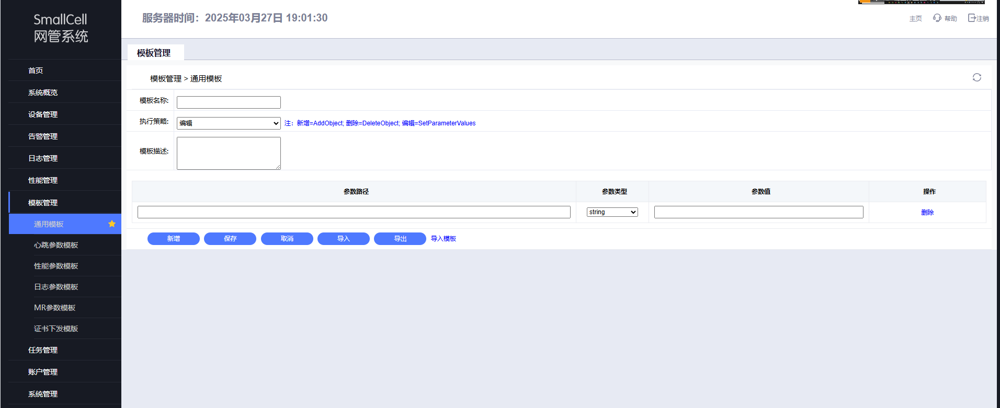 SmallCell
网管系统
首页
系统概览
设备管理
告警管理
日志管理
性能管理
模板管理
通用模板
心跳参数模板
性能参数模板
日志参数模板
MR参数模板
证书下发模版
任务管理
账户管理
系统管理
服务器时间：2025年03月27日 19:01:30
主页 帮助 注销
模板管理
模板管理 > 通用模板
模板名称:
执行策略: 编辑 注：新增=AddObject; 删除=DeleteObject; 编辑=SetParameterValues
模板描述:
参数路径 参数类型 参数值 操作
string 删除
新增 保存 取消 导入 导出 导入模板